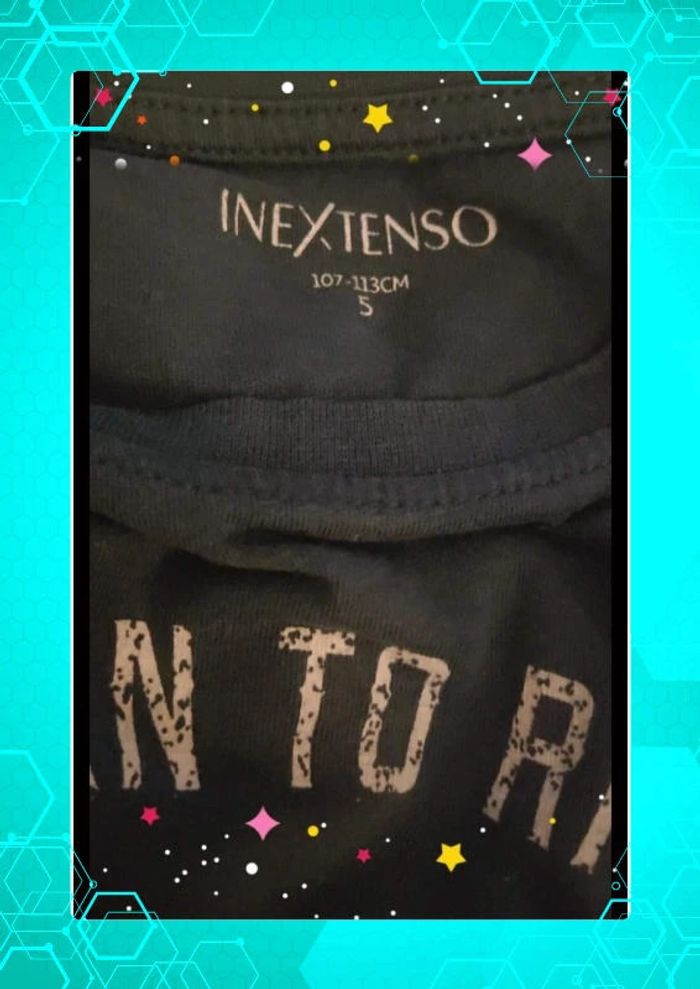 INEXTENSO
107-113CM
5
N TO R